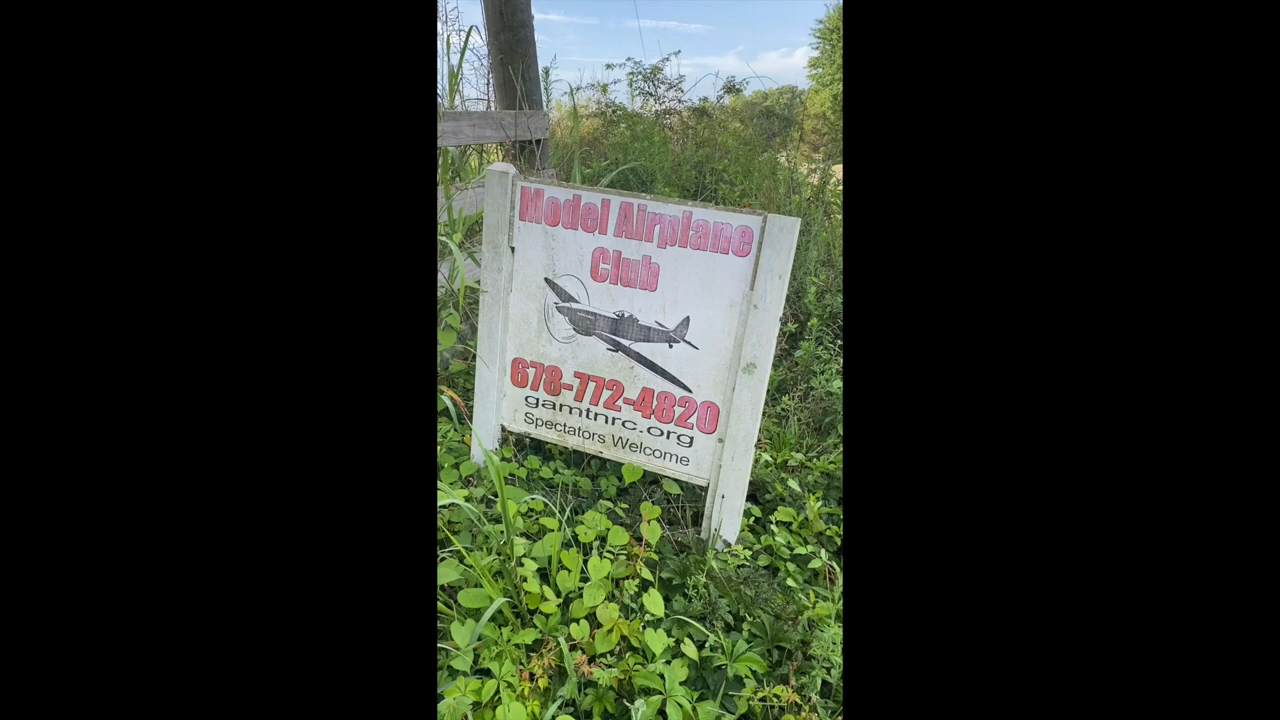 Model Airplane
Club
678-772-4820
gamtnrc.org
Spectators Welcome